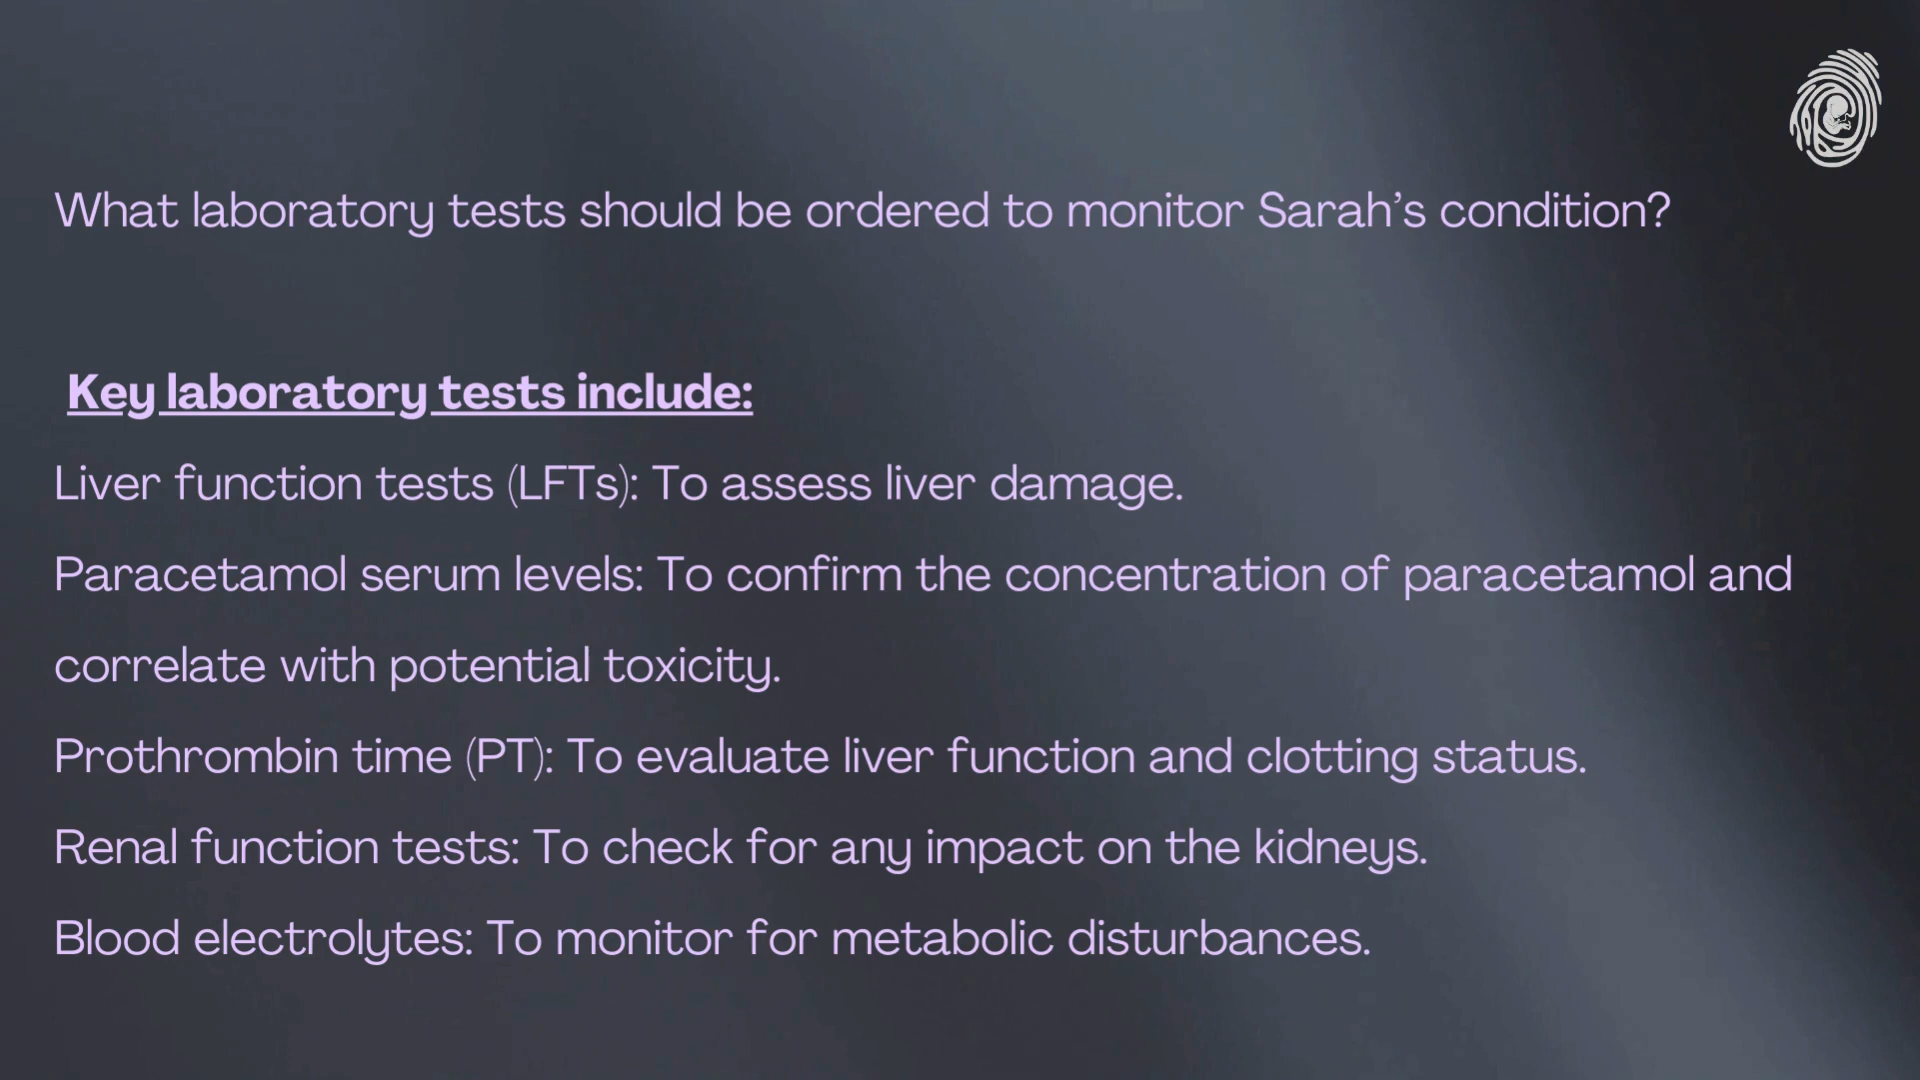 What laboratory tests should be ordered to monitor Sarah’s condition?
Key laboratory tests include:
Liver function tests (LFTs): To assess liver damage.
Paracetamol serum levels: To confirm the concentration of paracetamol and
correlate with potential toxicity.
Prothrombin time (PT): To evaluate liver function and clotting status.
Renal function tests: To check for any impact on the kidneys.
Blood electrolytes: To monitor for metabolic disturbances.